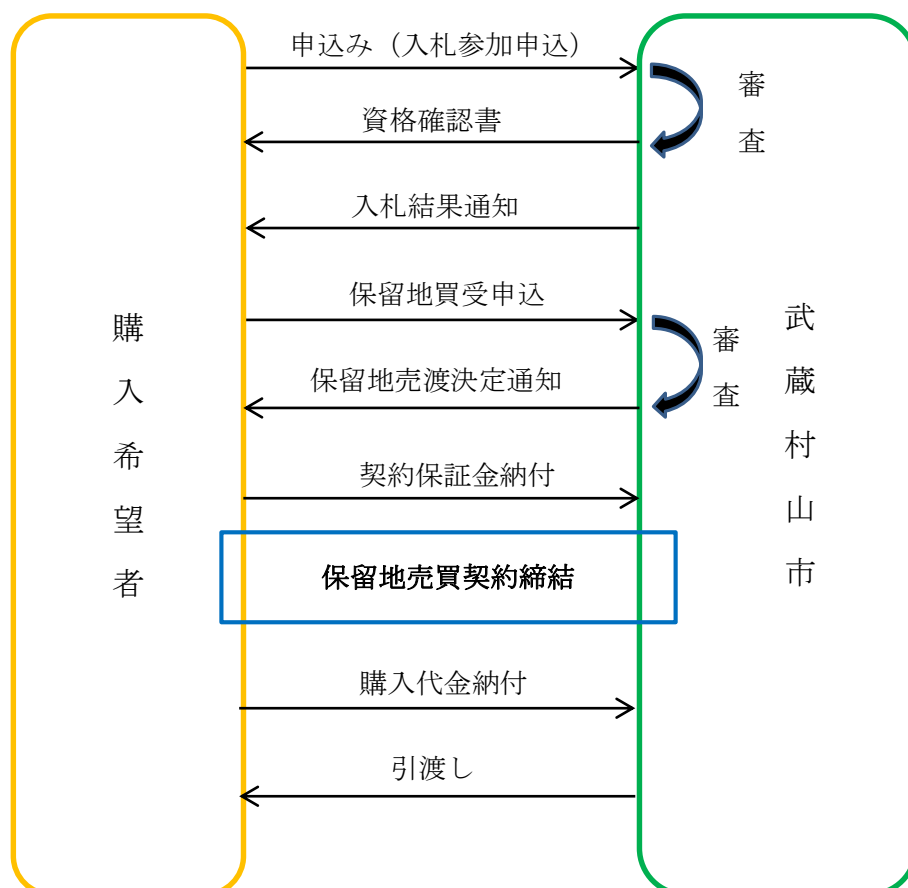 申込み（入札参加申込）
審査
資格確認書
入札結果通知
保留地買受申込
審査
保留地売渡決定通知
契約保証金納付
保留地売買契約締結
購入代金納付
引渡し
購入希望者
武蔵村山市